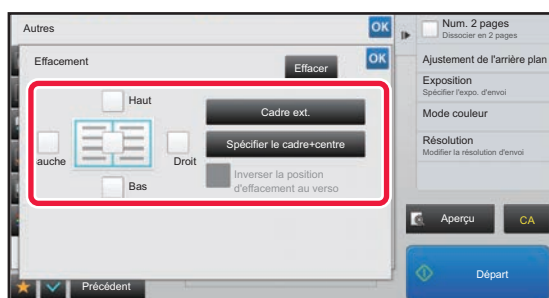 Autres
OK
Effacement
Effacer
OK
Haut
auche
Droit
Bas
Cadre ext.
Spécifier le cadre+centre
Inverser la position
d'effacement au verso
Précédent
Num. 2 pages
Dissocier en 2 pages
Ajustement de l'arrière plan
Exposition
Spécifier l'expo. d'envoi
Mode couleur
Résolution
Modifier la résolution d'envoi
Aperçu
CA
Départ